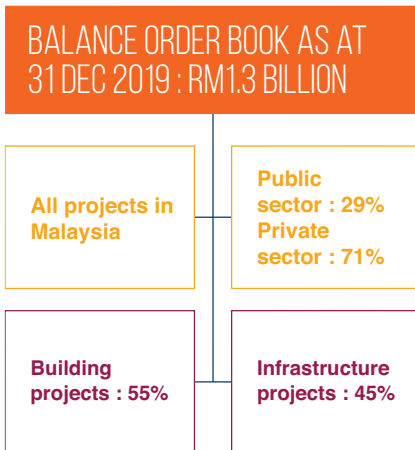 BALANCE ORDER BOOK AS AT
31 DEC 2019 : RM1.3 BILLION
All projects in
Malaysia
Public
sector : 29%
Private
sector : 71%
Building
projects : 55%
Infrastructure
projects : 45%